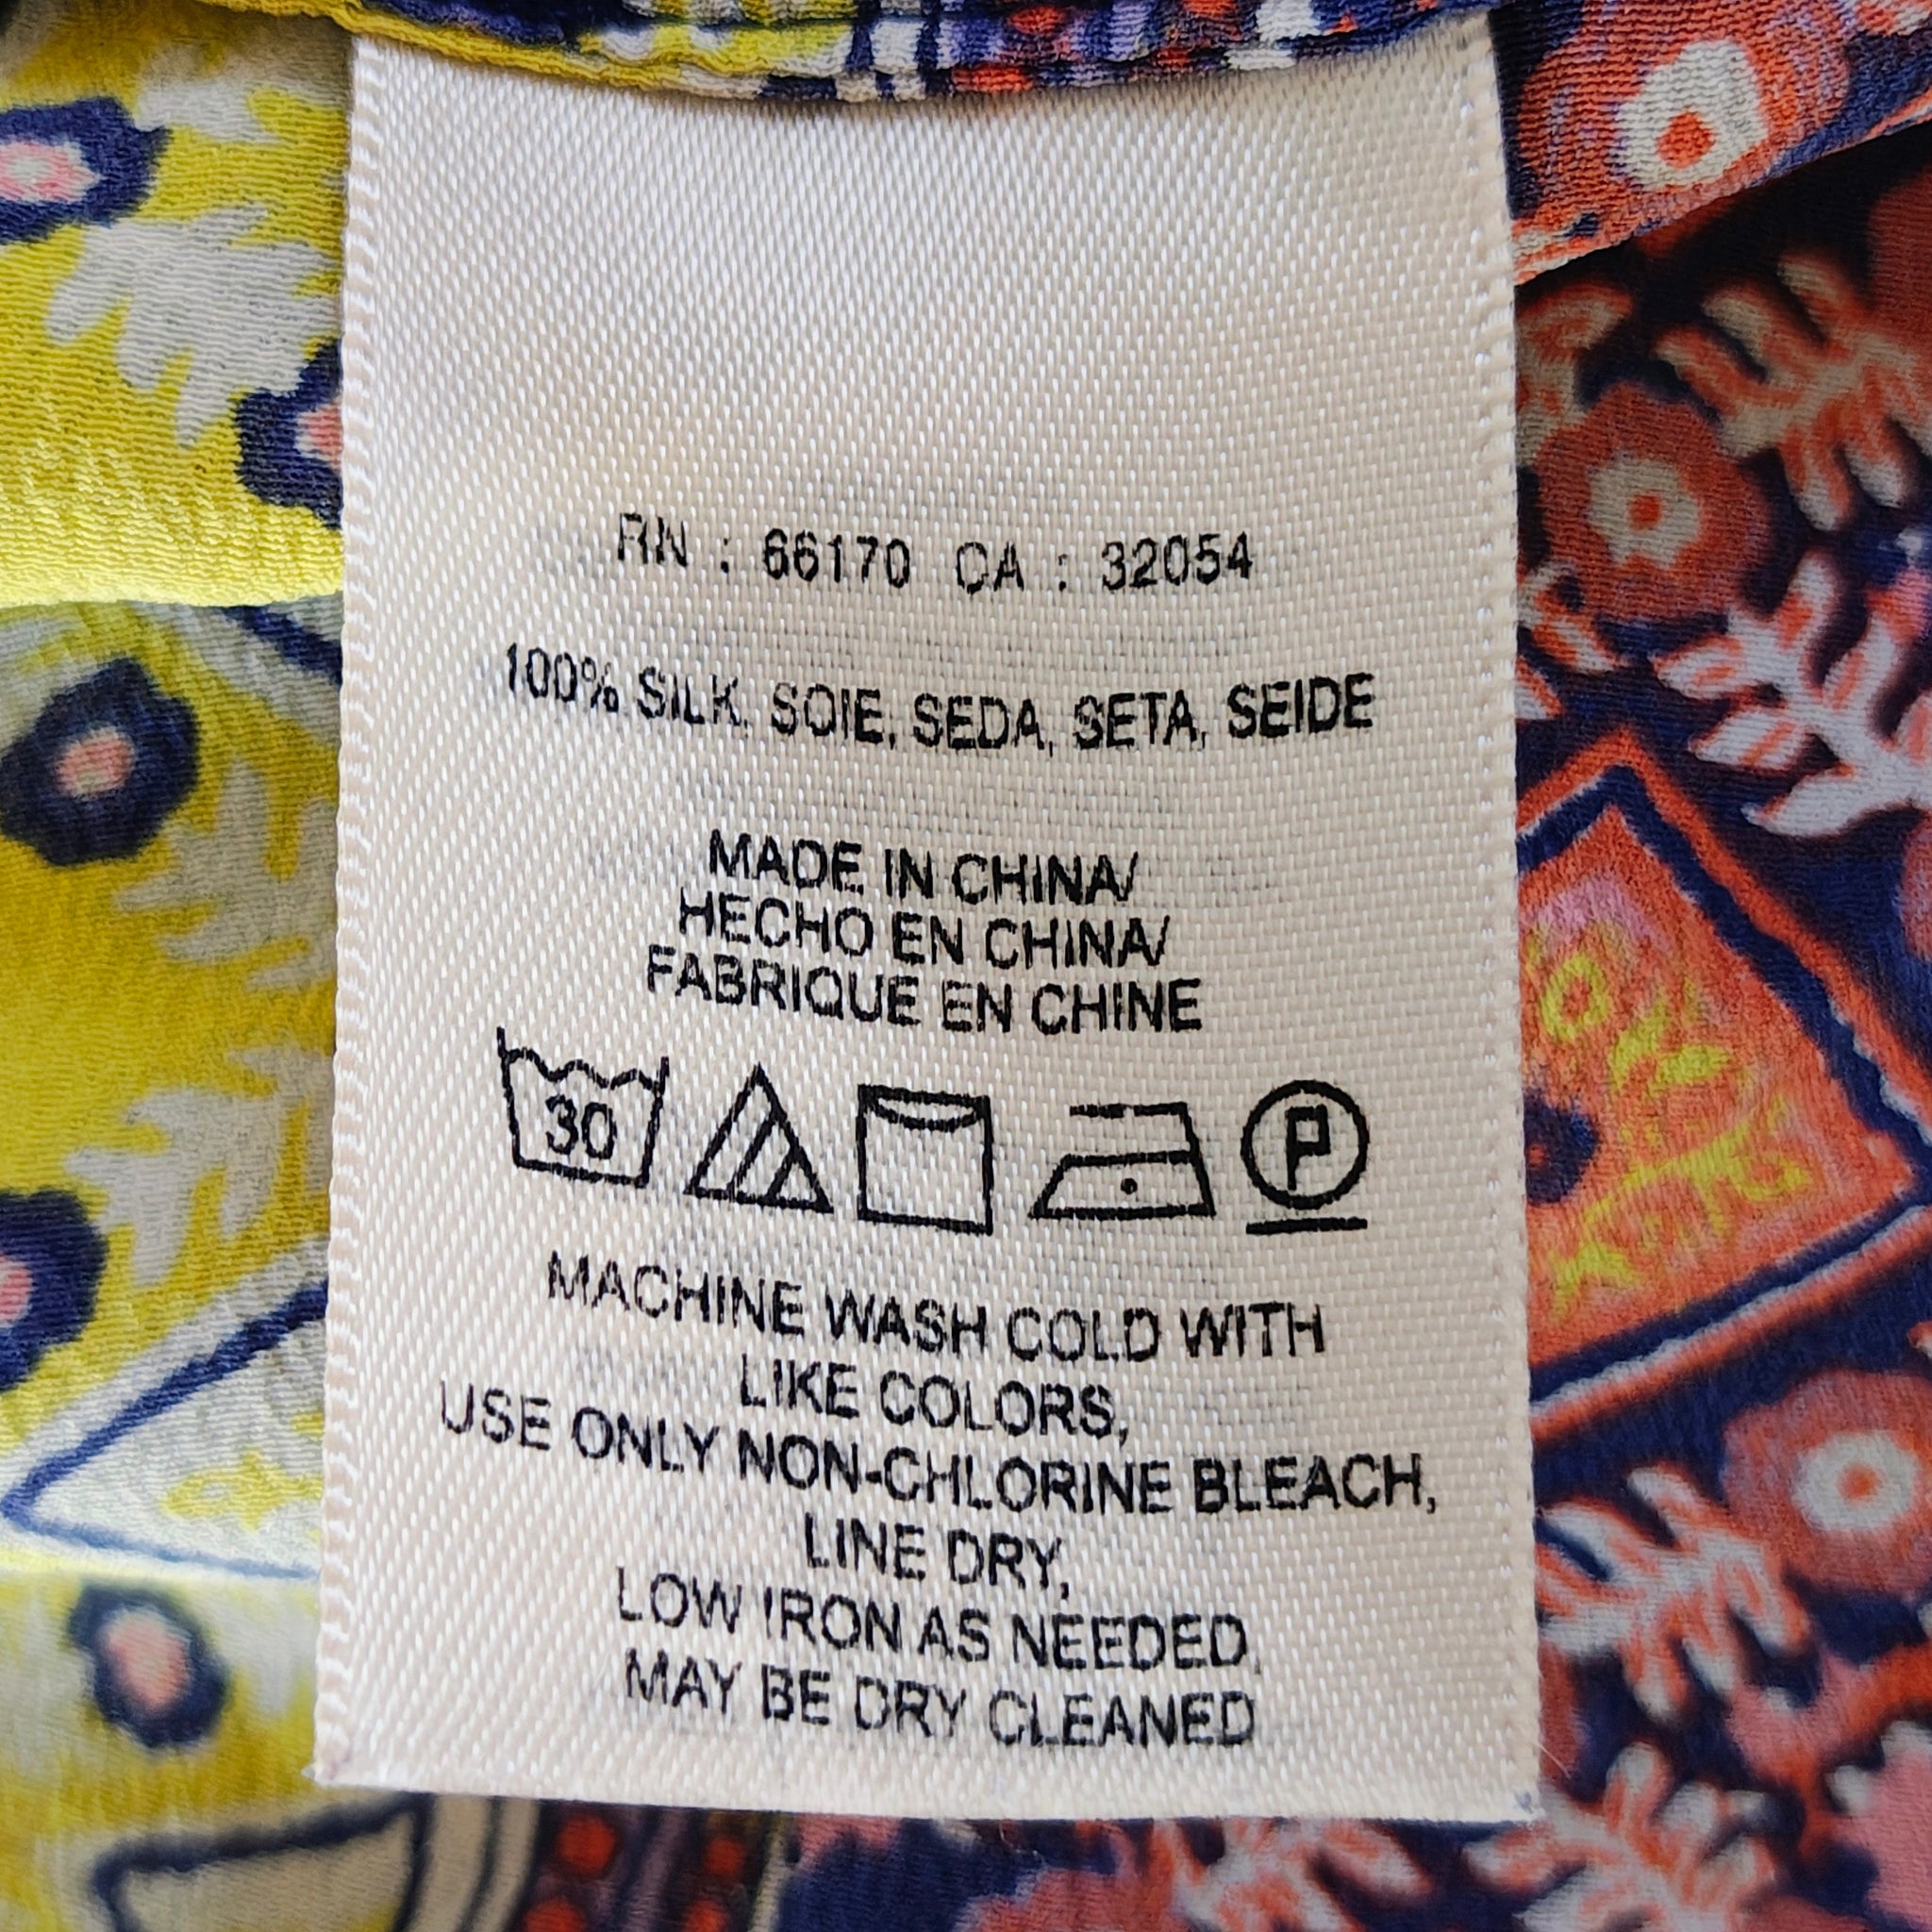 RN : 66170 CA : 32054
100% SILK, SOIE, SEDA, SETA, SEIDE
MADE IN CHINA/
HECHO EN CHINA/
FABRIQUE EN CHINE
30 P
MACHINE WASH COLD WITH
LIKE COLORS,
USE ONLY NON-CHLORINE BLEACH,
LINE DRY,
LOW IRON AS NEEDED,
MAY BE DRY CLEANED